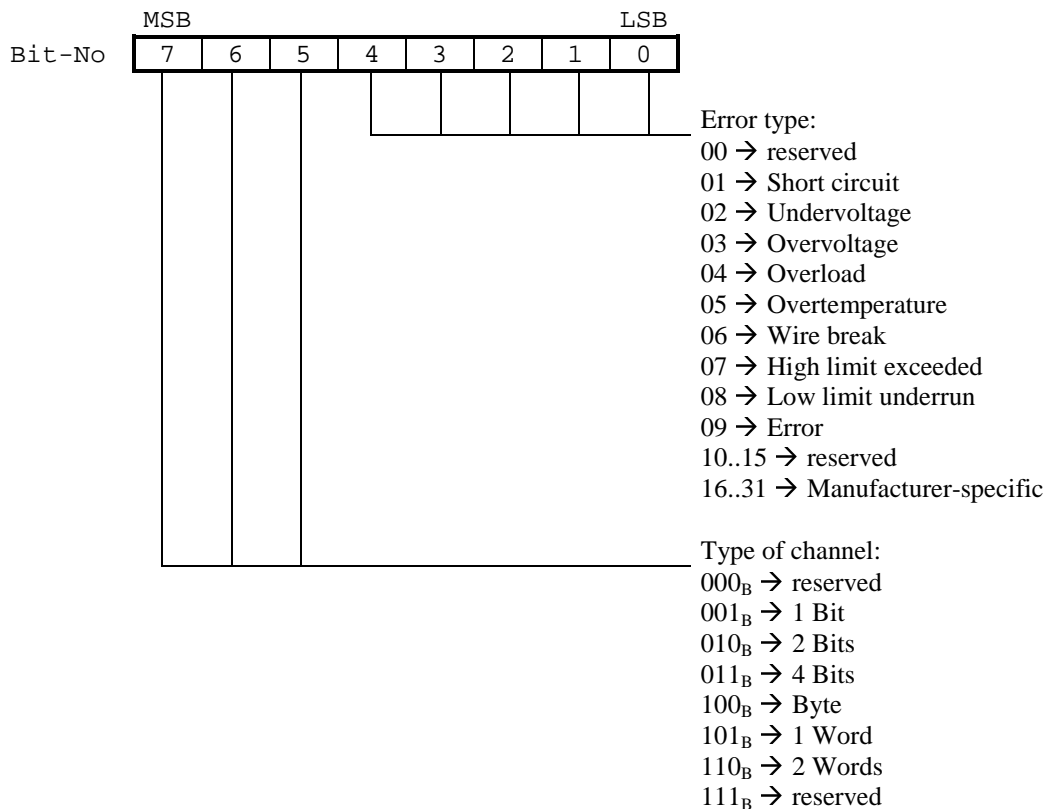 MSB LSB
Bit-No 7 6 5 4 3 2 1 0
Error type:
00 → reserved
01 → Short circuit
02 → Undervoltage
03 → Overvoltage
04 → Overload
05 → Overtemperature
06 → Wire break
07 → High limit exceeded
08 → Low limit underrun
09 → Error
10..15 → reserved
16..31 → Manufacturer-specific
Type of channel:
000B → reserved
001B → 1 Bit
010B → 2 Bits
011B → 4 Bits
100B → Byte
101B → 1 Word
110B → 2 Words
111B → reserved